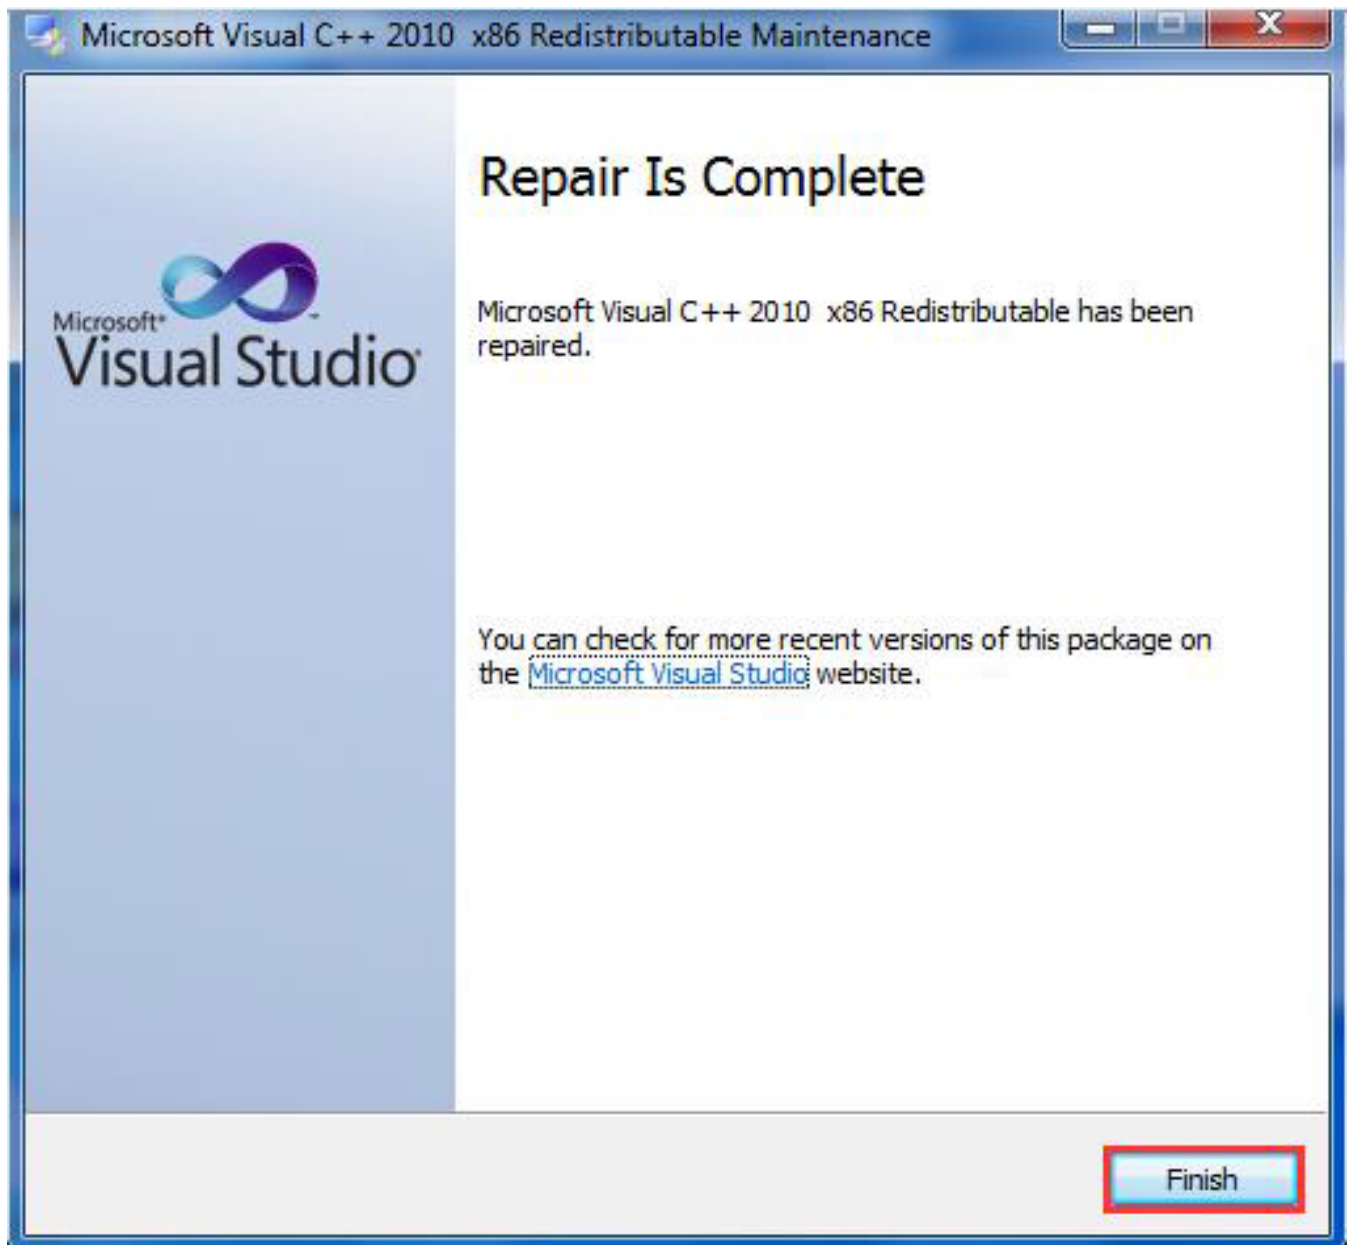 Microsoft Visual C++ 2010  x86 Redistributable Maintenance
Repair Is Complete
Microsoft Visual C++ 2010  x86 Redistributable has been
repaired.
Microsoft®
Visual Studio®
You can check for more recent versions of this package on
the Microsoft Visual Studio website.
Finish